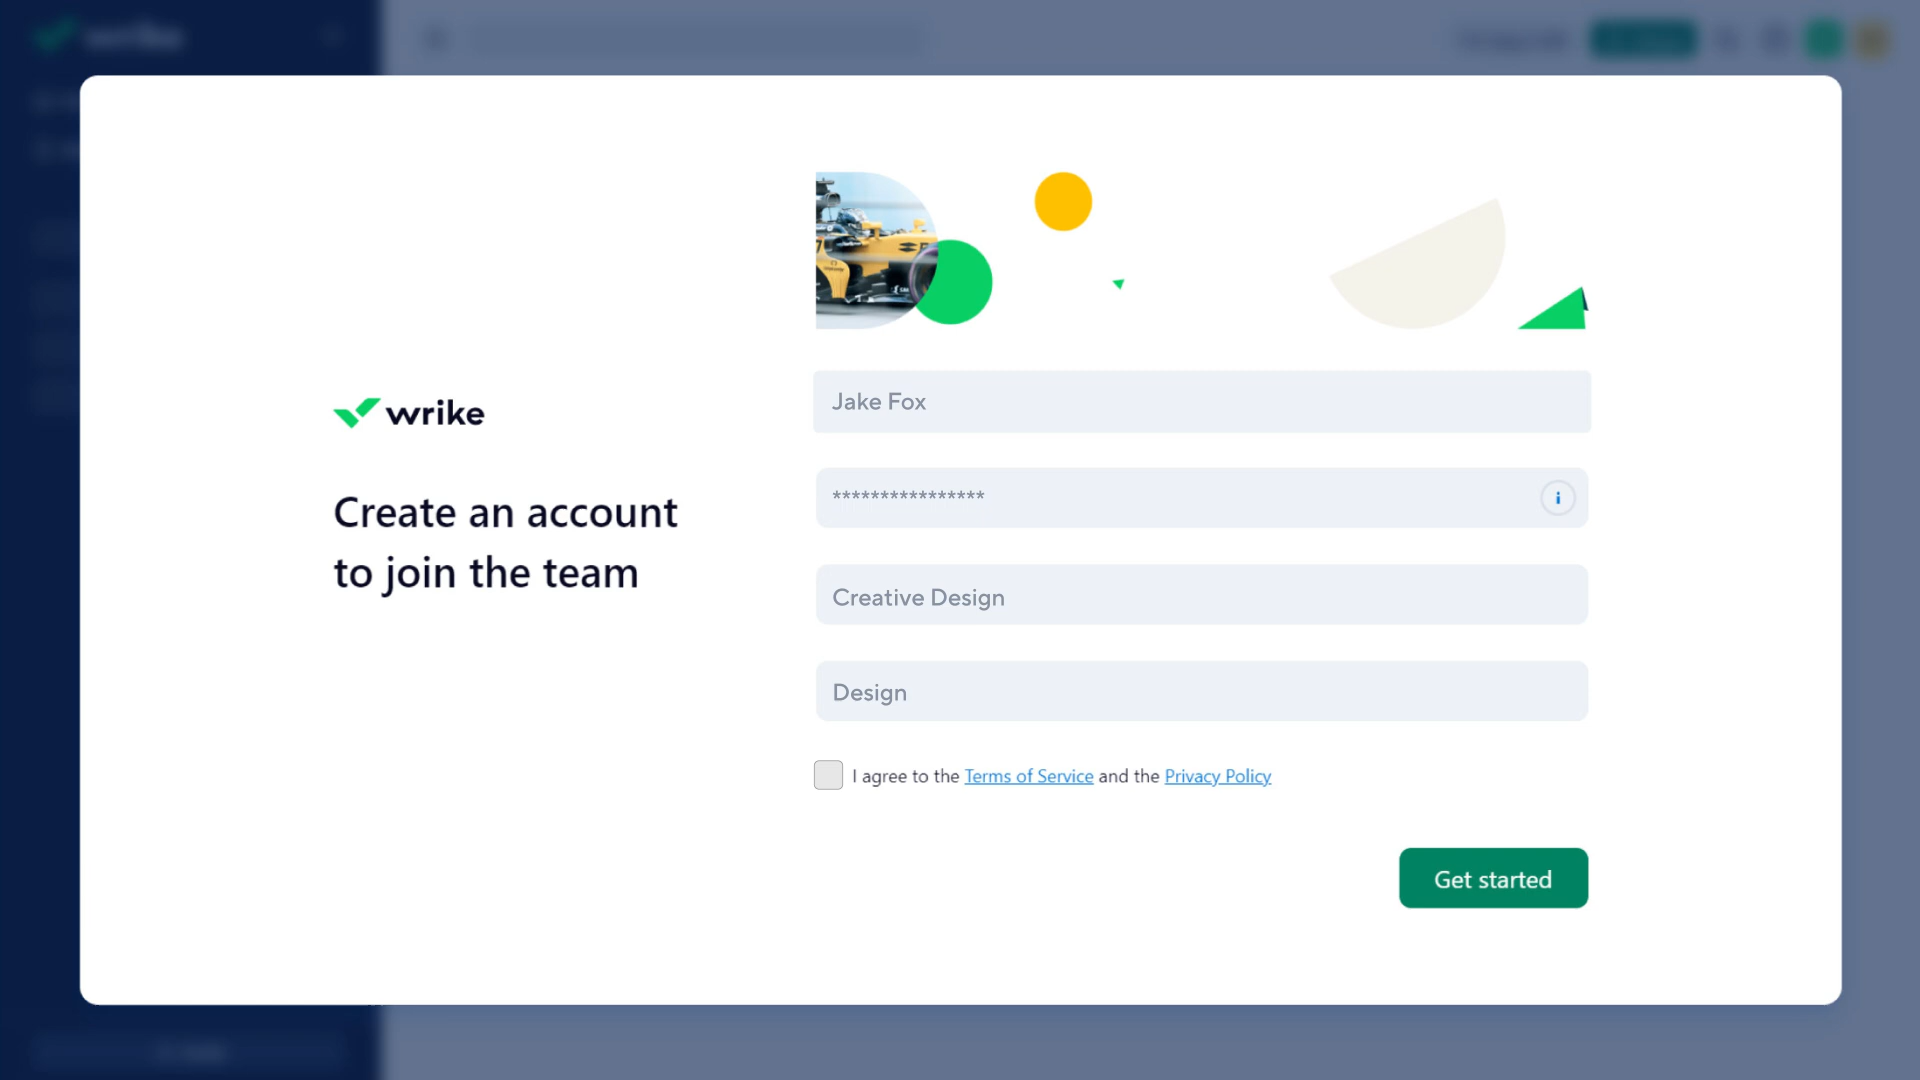 wrike
wrike
Create an account
to join the team
Jake Fox
****************
Creative Design
Design
I agree to the Terms of Service and the Privacy Policy
Get started